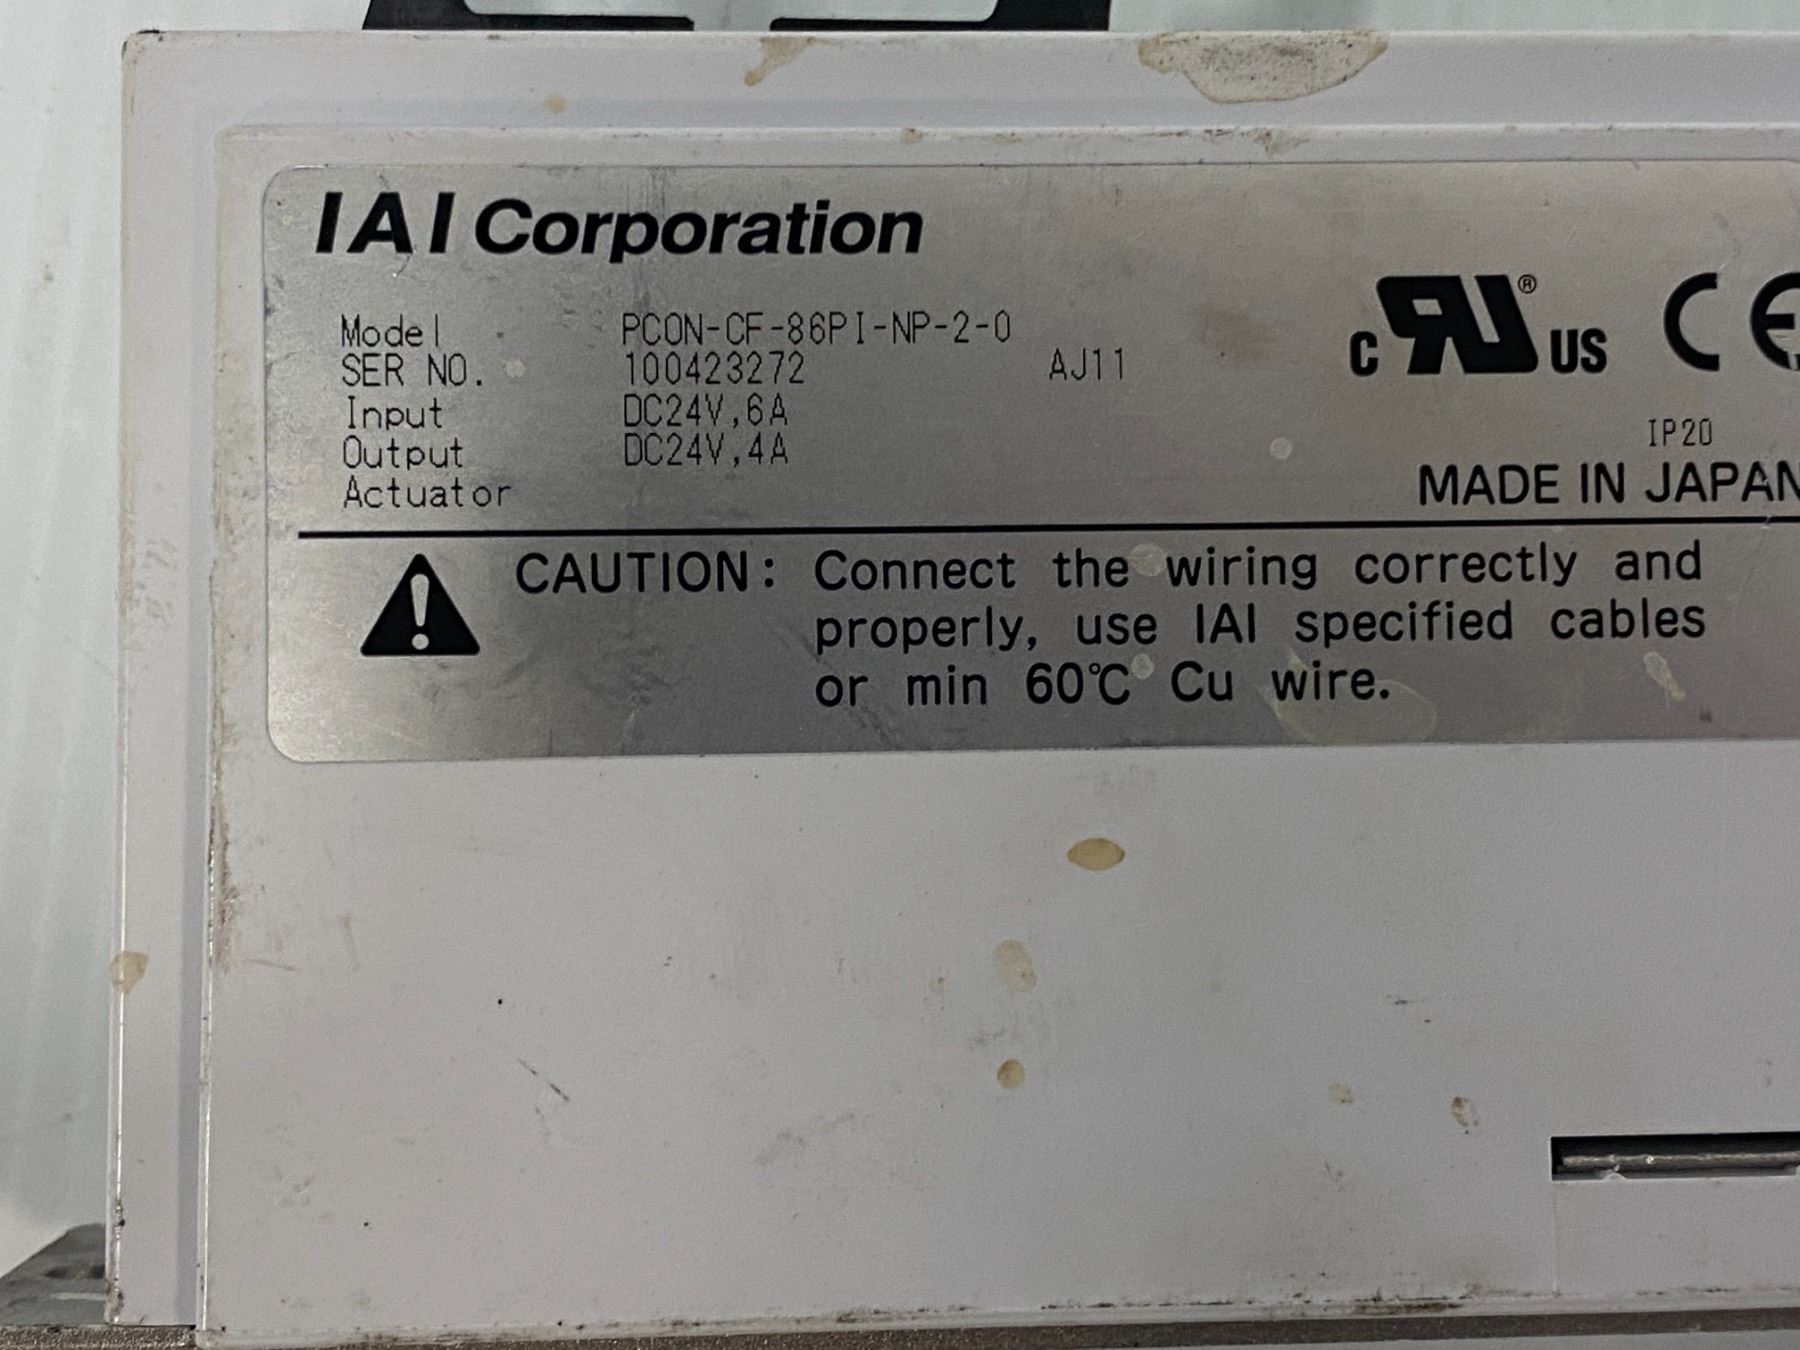 IAI Corporation
Model PCON-CF-86PI-NP-2-0
SER NO. 100423272 AJ11
Input DC24V,6A
Output DC24V,4A
Actuator
c RU ® US CE
IP20
MADE IN JAPAN
CAUTION: Connect the wiring correctly and
properly, use IAI specified cables
or min 60℃ Cu wire.